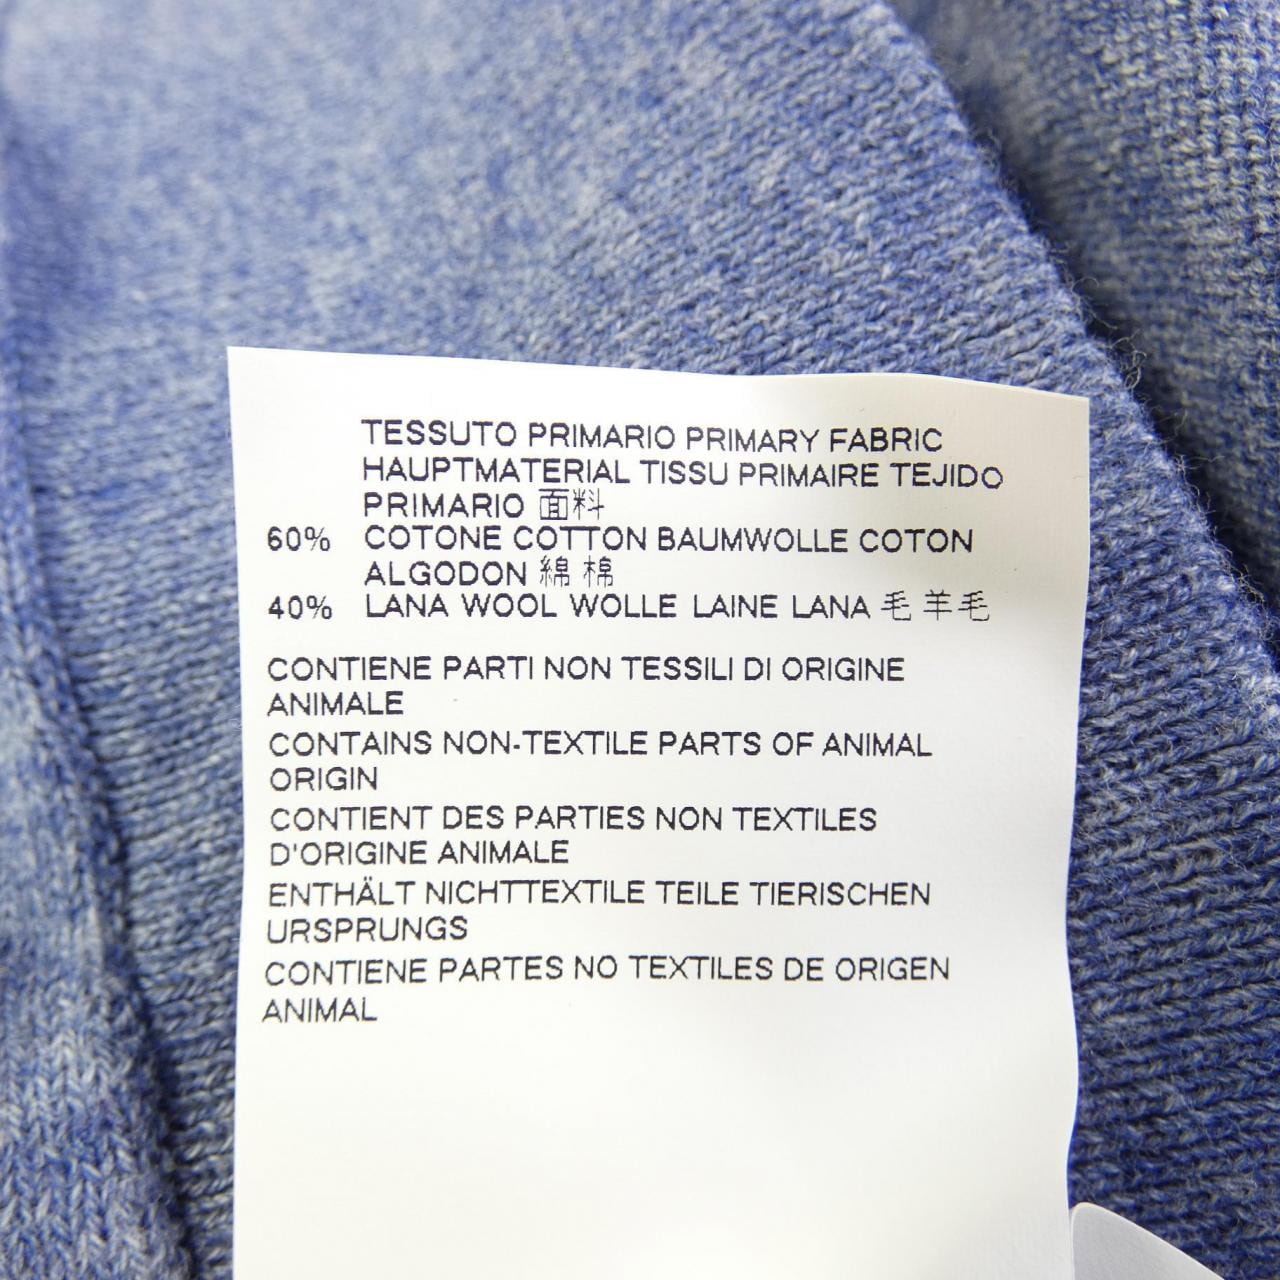 TESSUTO PRIMARIO PRIMARY FABRIC
HAUPTMATERIAL TISSU PRIMAIRE TEJIDO
PRIMARIO 面料
60% COTONE COTTON BAUMWOLLE COTON
ALGODON 綿 棉
40% LANA WOOL WOLLE LAINE LANA 毛 羊毛
CONTIENE PARTI NON TESSILI DI ORIGINE
ANIMALE
CONTAINS NON-TEXTILE PARTS OF ANIMAL
ORIGIN
CONTIENT DES PARTIES NON TEXTILES
D'ORIGINE ANIMALE
ENTHÄLT NICHTTEXTILE TEILE TIERISCHEN
URSPRUNGS
CONTIENE PARTES NO TEXTILES DE ORIGEN
ANIMAL